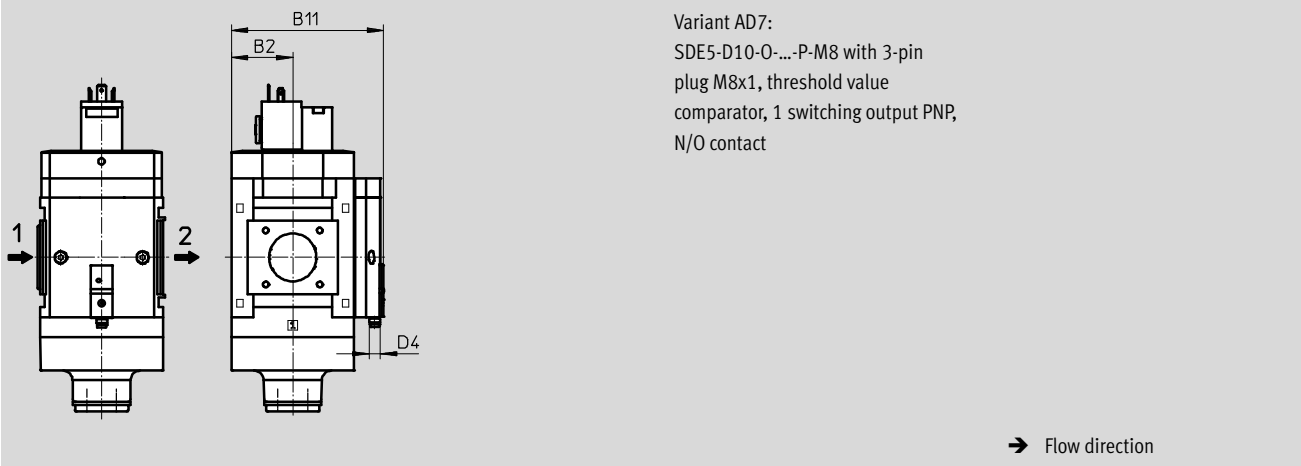 B11
B2
1
2
D4
Variant AD7:
SDE5-D10-O-...-P-M8 with 3-pin
plug M8x1, threshold value
comparator, 1 switching output PNP,
N/O contact
➔ Flow direction